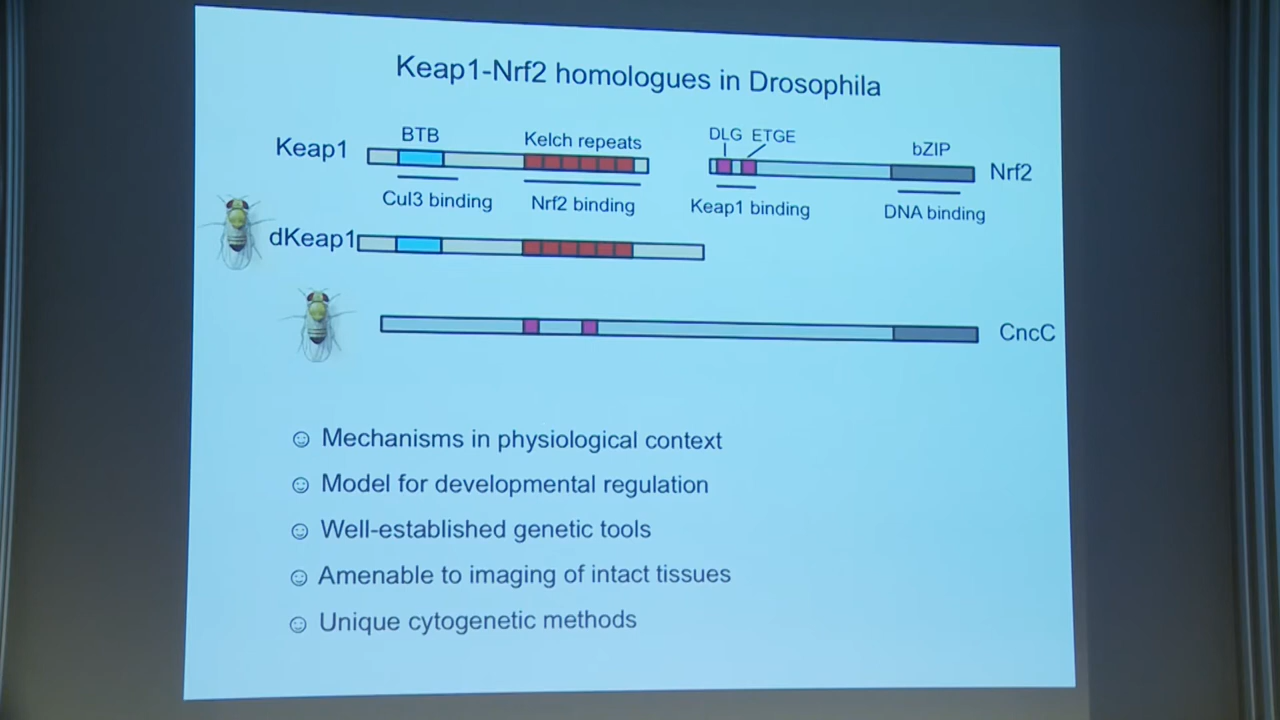 Keap1-Nrf2 homologues in Drosophila
Keap1
BTB
Kelch repeats
Cul3 binding
Nrf2 binding
DLG ETGE
bZIP
Nrf2
Keap1 binding
DNA binding
dKeap1
CncC
☺ Mechanisms in physiological context
☺ Model for developmental regulation
☺ Well-established genetic tools
☺ Amenable to imaging of intact tissues
☺ Unique cytogenetic methods